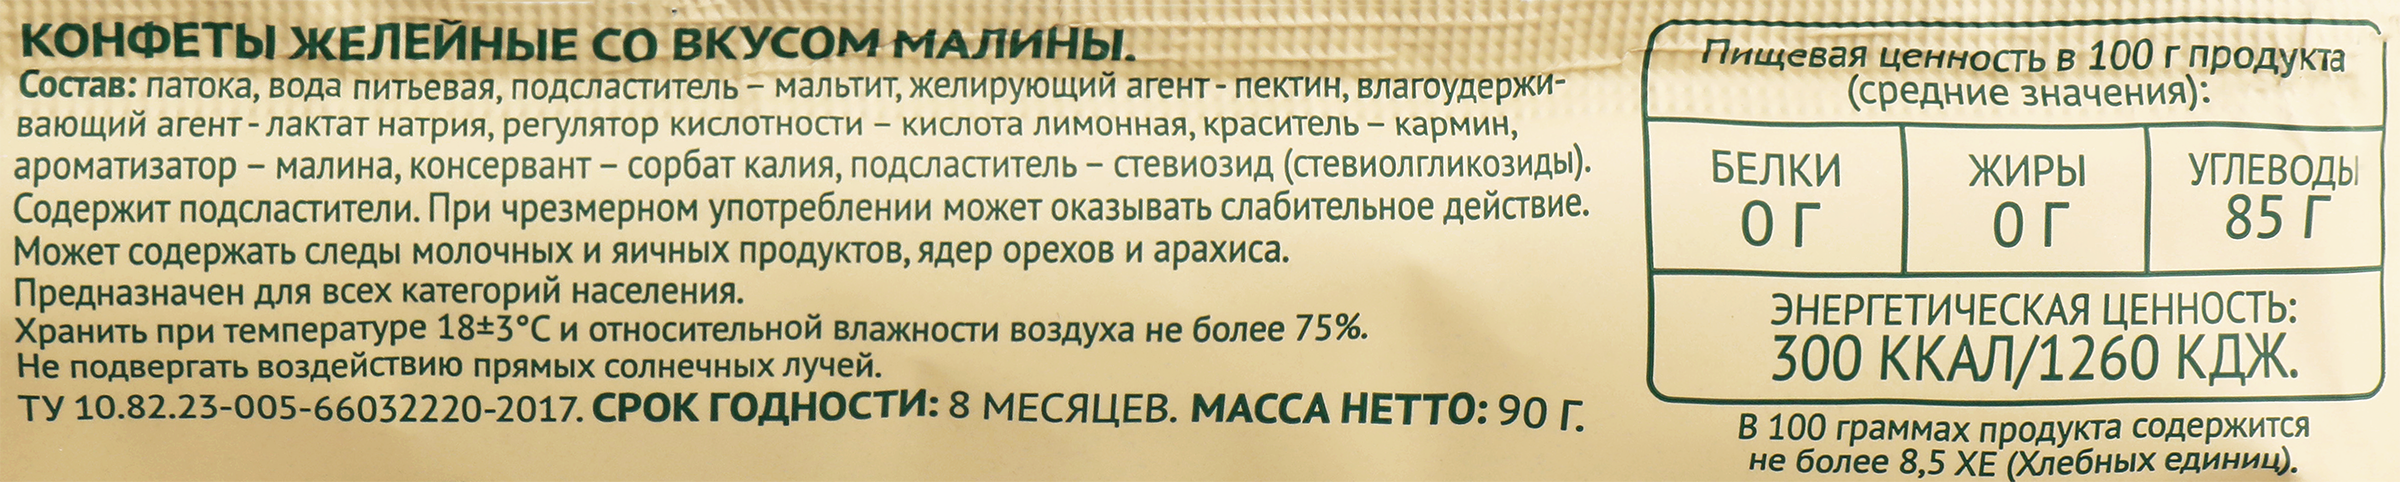 КОНФЕТЫ ЖЕЛЕЙНЫЕ СО ВКУСОМ МАЛИНЫ.
Состав: патока, вода питьевая, подсластитель – мальтит, желирующий агент - пектин, влагоудержи-
вающий агент - лактат натрия, регулятор кислотности – кислота лимонная, краситель – кармин,
ароматизатор – малина, консервант – сорбат калия, подсластитель – стевиозид (стевиолгликозиды).
Содержит подсластители. При чрезмерном употреблении может оказывать слабительное действие.
Может содержать следы молочных и яичных продуктов, ядер орехов и арахиса.
Предназначен для всех категорий населения.
Хранить при температуре 18±3°С и относительной влажности воздуха не более 75%.
Не подвергать воздействию прямых солнечных лучей.
ТУ 10.82.23-005-66032220-2017. СРОК ГОДНОСТИ: 8 МЕСЯЦЕВ. МАССА НЕТТО: 90 Г.
Пищевая ценность в 100 г продукта
(средние значения):
БЕЛКИ
0 Г
ЖИРЫ
0 Г
УГЛЕВОДЫ
85 Г
ЭНЕРГЕТИЧЕСКАЯ ЦЕННОСТЬ:
300 ККАЛ/1260 КДЖ.
В 100 граммах продукта содержится
не более 8,5 ХЕ (Хлебных единиц).